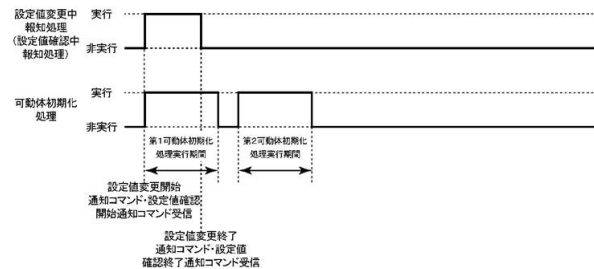 設定値変更中
報知処理
(設定値確認中
報知処理)
実行
非実行
可動体初期化
処理
実行
非実行
第1可動体初期化
処理実行期間
第2可動体初期化
処理実行期間
設定値変更開始
通知コマンド・設定値確認
開始通知コマンド受信
設定値変更終了
通知コマンド・設定値
確認終了通知コマンド受信